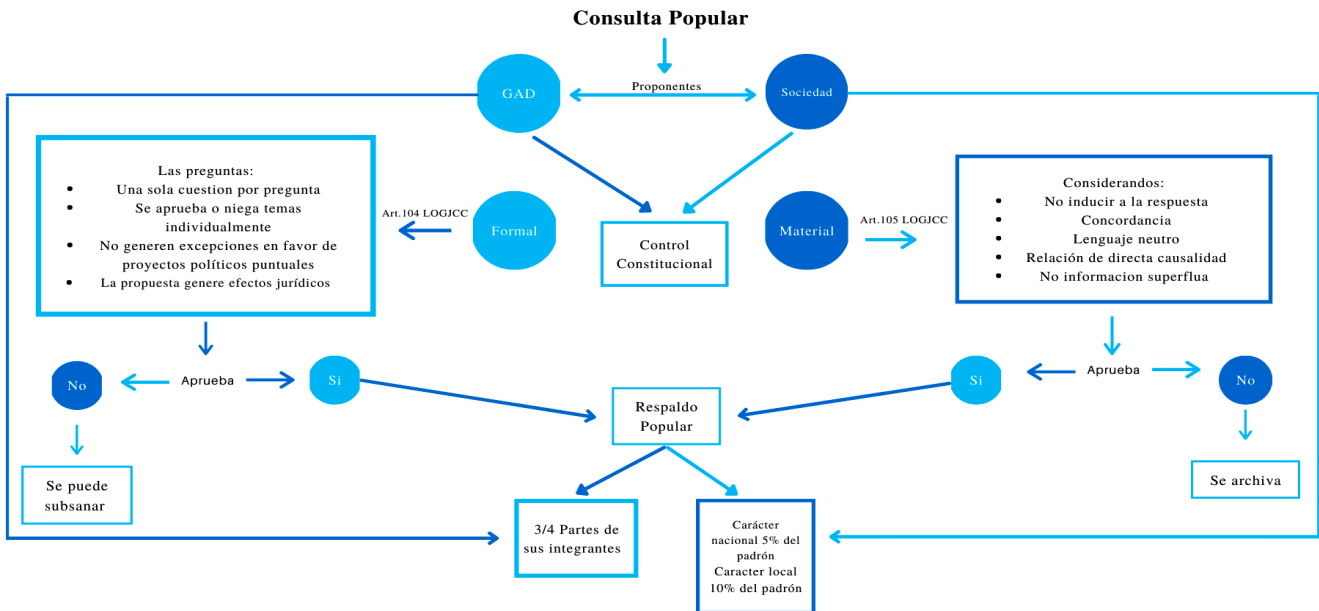 Consulta Popular
GAD
Proponentes
Sociedad
Las preguntas:
• Una sola cuestion por pregunta
• Se aprueba o niega temas
individualmente
• No generen excepciones en favor de
proyectos políticos puntuales
• La propuesta genere efectos jurídicos
Art.104 LOGJCC
Formal
Control
Constitucional
Material
Art.105 LOGJCC
Considerandos:
• No inducir a la respuesta
• Concordancia
• Lenguaje neutro
• Relación de directa causalidad
• No informacion superflua
No
Aprueba
Si
Respaldo
Popular
Si
Aprueba
No
Se puede
subsanar
Se archiva
3/4 Partes de
sus integrantes
Carácter
nacional 5% del
padrón
Caracter local
10% del padrón